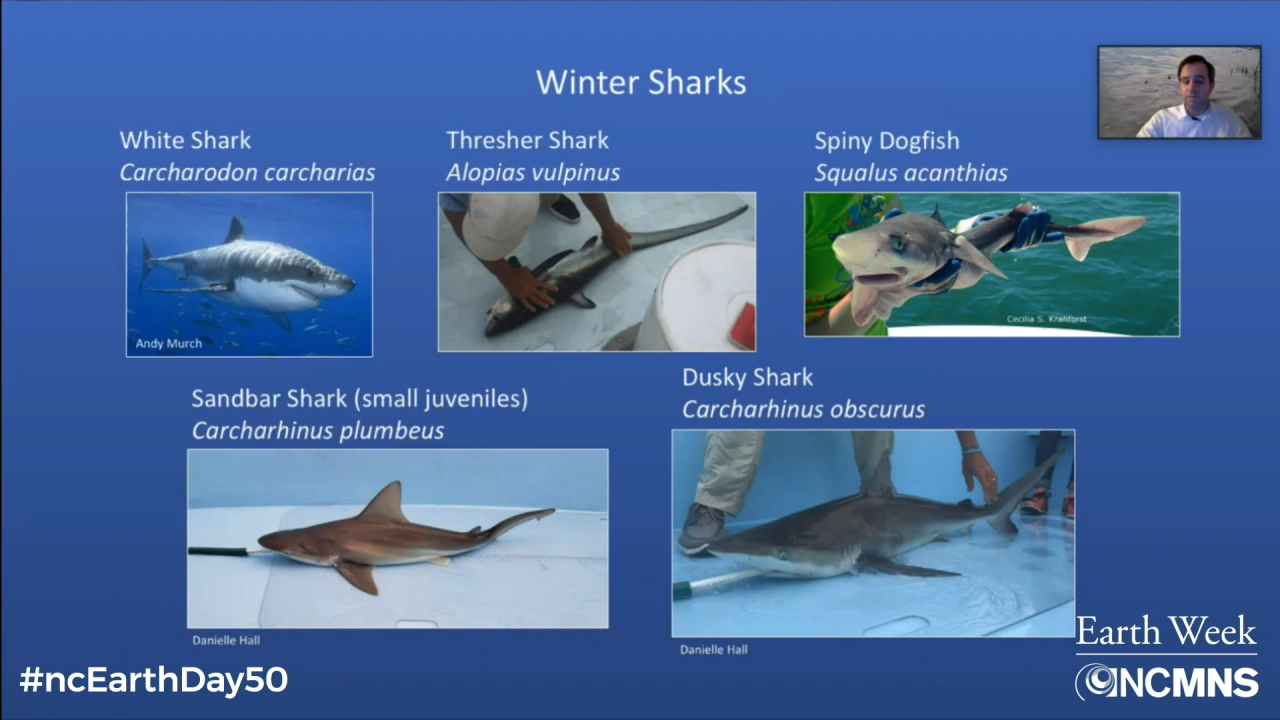 Winter Sharks
White Shark
Carcharodon carcharias
Andy Murch
Thresher Shark
Alopias vulpinus
Spiny Dogfish
Squalus acanthias
Cecilia S. Krahforst
Sandbar Shark (small juveniles)
Carcharhinus plumbeus
Danielle Hall
Dusky Shark
Carcharhinus obscurus
Danielle Hall
#ncEarthDay50
Earth Week
NCMNS